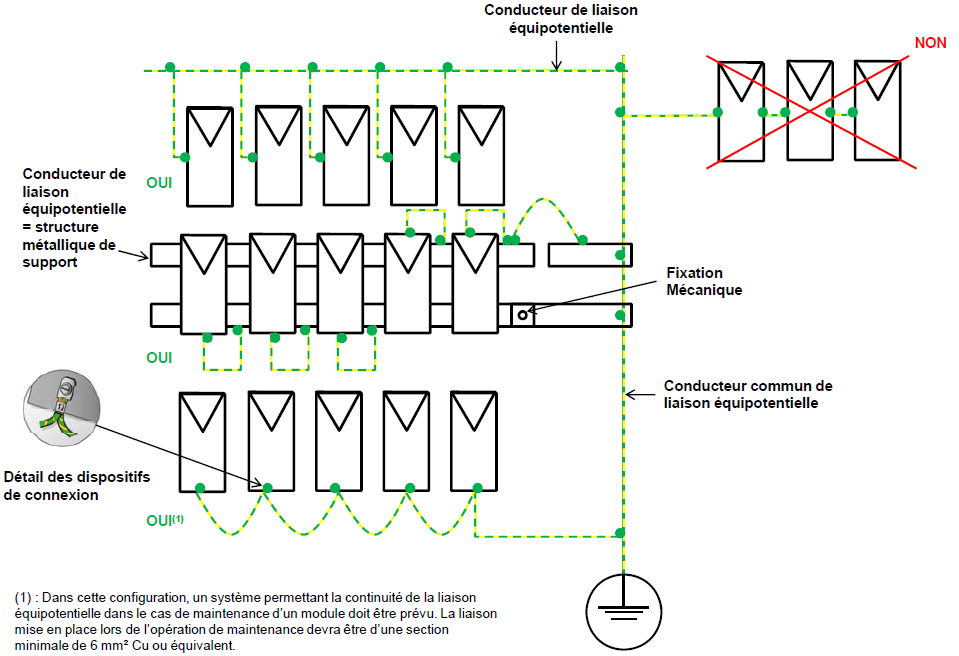 Conducteur de liaison
équipotentielle
NON
OUI
Conducteur de
liaison
équipotentielle
= structure
métallique de
support
Fixation
Mécanique
OUI
Conducteur commun de
liaison équipotentielle
Détail des dispositifs
de connexion
OUI(1)
(1) : Dans cette configuration, un système permettant la continuité de la liaison
équipotentielle dans le cas de maintenance d'un module doit être prévu. La liaison
mise en place lors de l'opération de maintenance devra être d'une section
minimale de 6 mm² Cu ou équivalent.